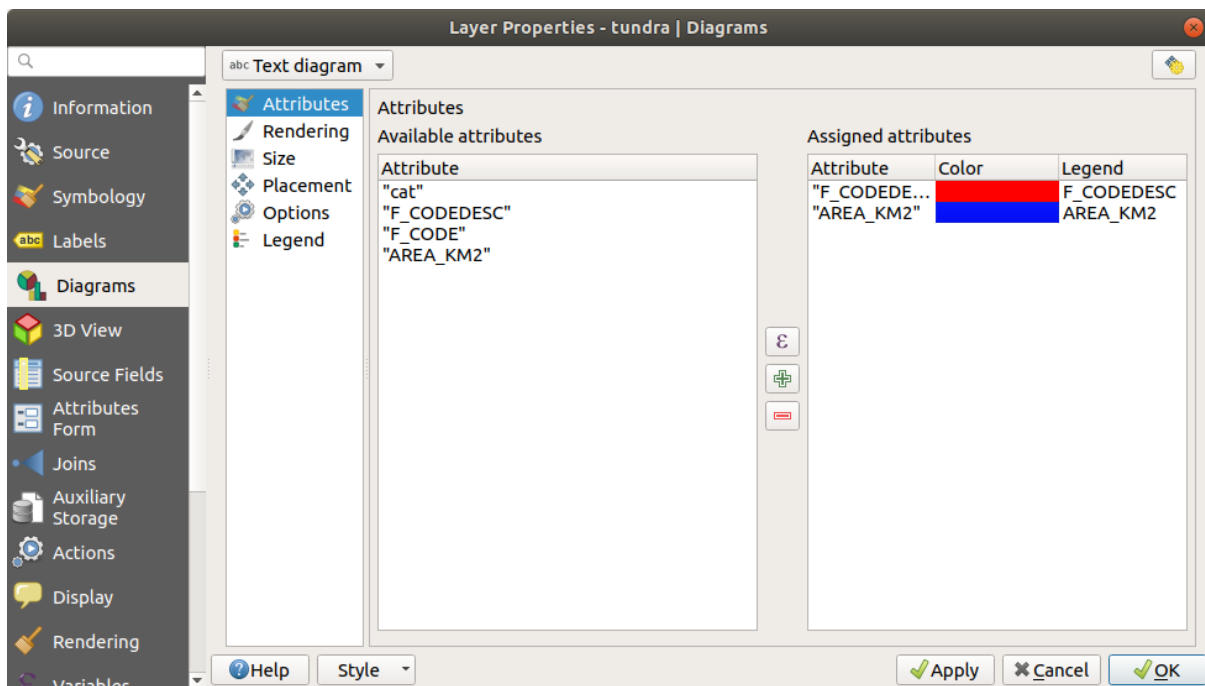 Layer Properties - tundra | Diagrams
abc Text diagram
Information
Source
Symbology
abc Labels
Diagrams
3D View
Source Fields
Attributes
Form
Joins
Auxiliary
Storage
Actions
Display
Rendering
Variables
Attributes
Rendering
Size
Placement
Options
Legend
Attributes
Available attributes
Attribute
"cat"
"F_CODEDESC"
"F_CODE"
"AREA_KM2"
ε
Assigned attributes
Attribute Color Legend
"F_CODEDE... F_CODEDESC
"AREA_KM2" AREA_KM2
Help Style Apply Cancel OK